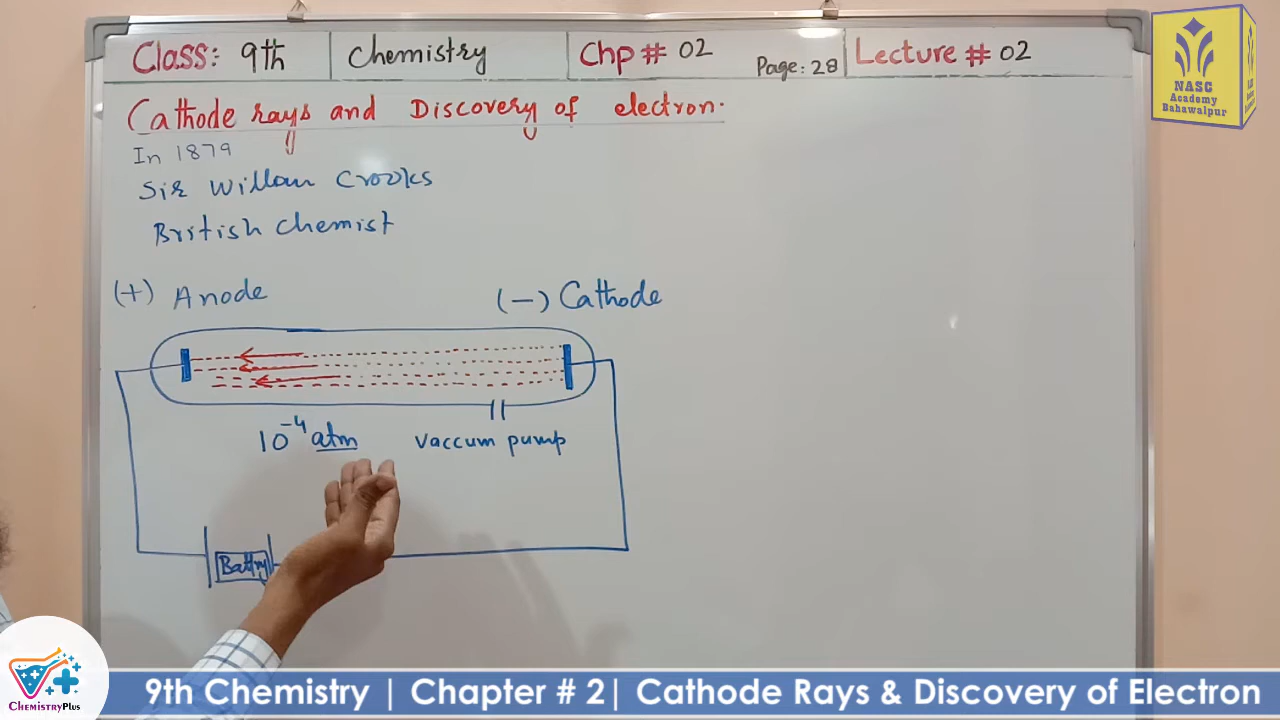 Class: 9th Chemistry Chp # 02 Page: 28 Lecture # 02
NASC
Academy
Bahawalpur
Cathode rays and Discovery of electron.
In 1879
Sir Willam Crooks
British Chemist
(+) Anode (-) Cathode
10⁻⁴ atm vaccum pump
Battry
ChemistryPlus
9th Chemistry | Chapter # 2| Cathode Rays & Discovery of Electron